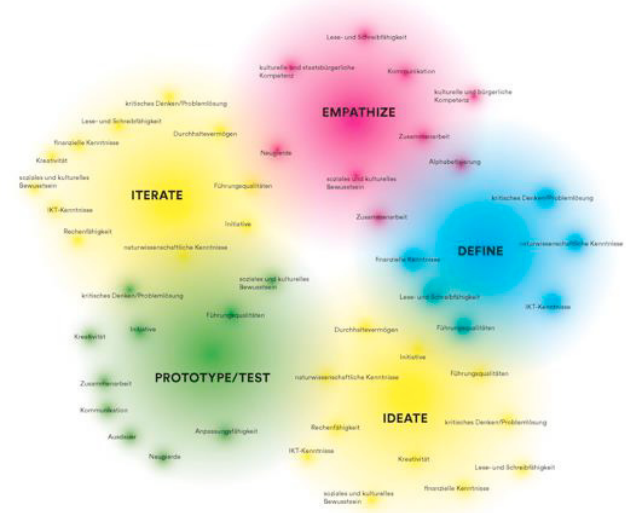 Lese- und Schreibfähigkeit
kulturelle und staatsbürgerliche
Kompetenz
Komunikation
kulturelle und bürgerliche
Kompetenz
EMPATHIZE
Zusammenarbeit
Neugierde
Alphabetisierung
soziales und kulturelles
Bewusstsein
Zusammenarbeit
kritisches Denken/Problemlösung
Lese- und Schreibfähigkeit
Durchhaltevermögen
finanzielle Kenntnisse
Kreativität
soziales und kulturelles
Bewusstsein
ITERATE
Führungsqualitäten
IKT-Kenntnisse
Initiative
Rechenfähigkeit
naturwissenschaftliche Kenntnisse
kritisches Denken/Problemlösung
naturwissenschaftliche Kenntnisse
DEFINE
finanzielle Kenntnisse
Lese- und Schreibfähigkeit
IKT-Kenntnisse
Führungsqualitäten
soziales und kulturelles
Bewusstsein
kritisches Denken/Problemlösung
Führungsqualitäten
Initiative
Kreativität
PROTOTYPE/TEST
Zusammenarbeit
Kommunikation
Ausdauer
Anpassungsfähigkeit
Neugierde
Durchhaltevermögen
Initiative
naturwissenschaftliche Kenntnisse
Führungsqualitäten
IDEATE
kritisches Denken/Problemlösung
Rechenfähigkeit
IKT-Kenntnisse
Kreativität
Lese- und Schreibfähigkeit
soziales und kulturelles
Bewusstsein
finanzielle Kenntnisse